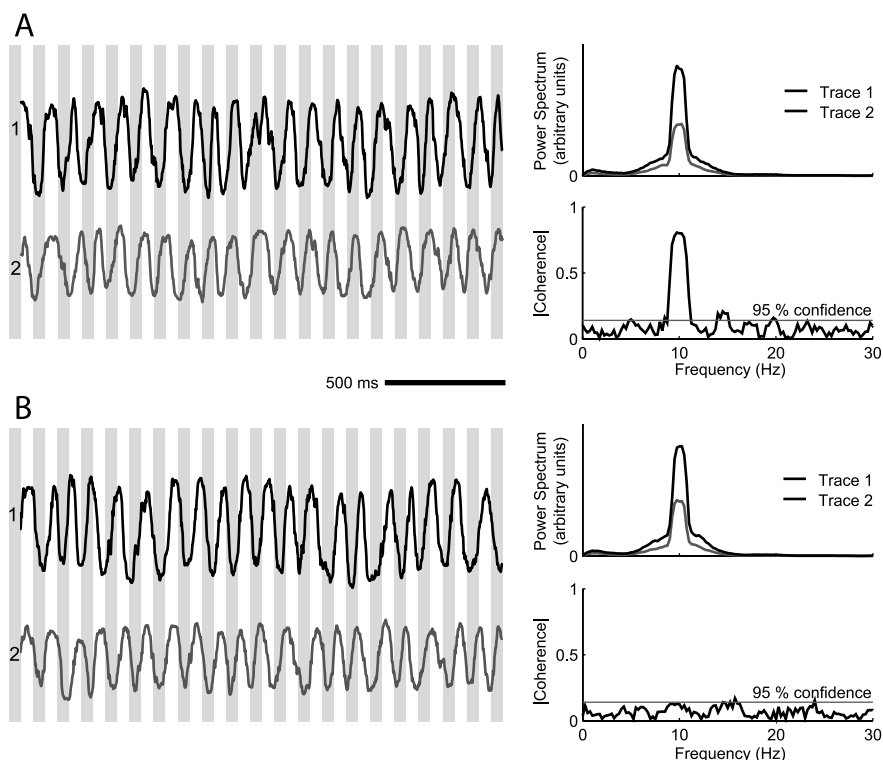 A
1
2
Power Spectrum
(arbitrary units)
0
Trace 1
Trace 2
|Coherence|
1
0.5
0
95 % confidence
0
10
20
30
Frequency (Hz)
500 ms
B
1
2
Power Spectrum
(arbitrary units)
0
Trace 1
Trace 2
|Coherence|
1
0.5
0
95 % confidence
0
10
20
30
Frequency (Hz)